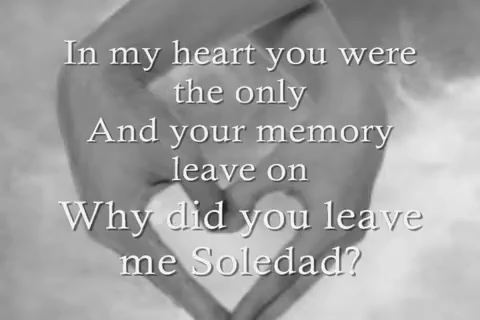 In my heart you were
the only
And your memory
leave on
Why did you leave
me Soledad?